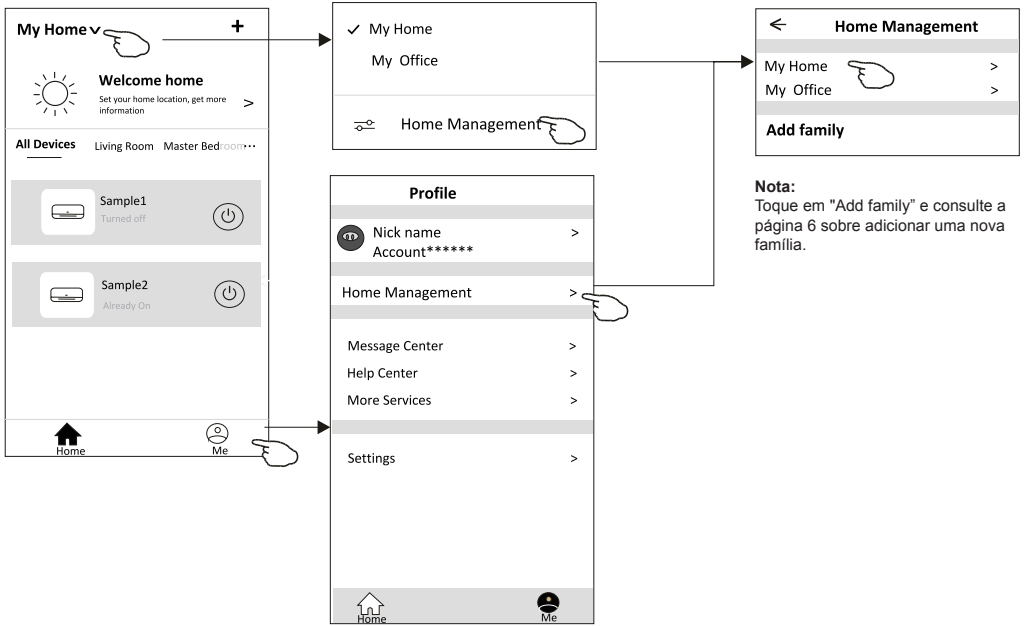 My Home
+
Welcome home
Set your home location, get more
information
>
All Devices Living Room Master Bedroom...
Sample1
Turned off
Sample2
Already On
Home Me
✓ My Home
My Office
Home Management
Profile
Nick name >
Account******
Home Management >
Message Center >
Help Center >
More Services >
Settings >
Home Me
Home Management
My Home >
My Office >
Add family
Nota:
Toque em "Add family” e consulte a
página 6 sobre adicionar uma nova
família.